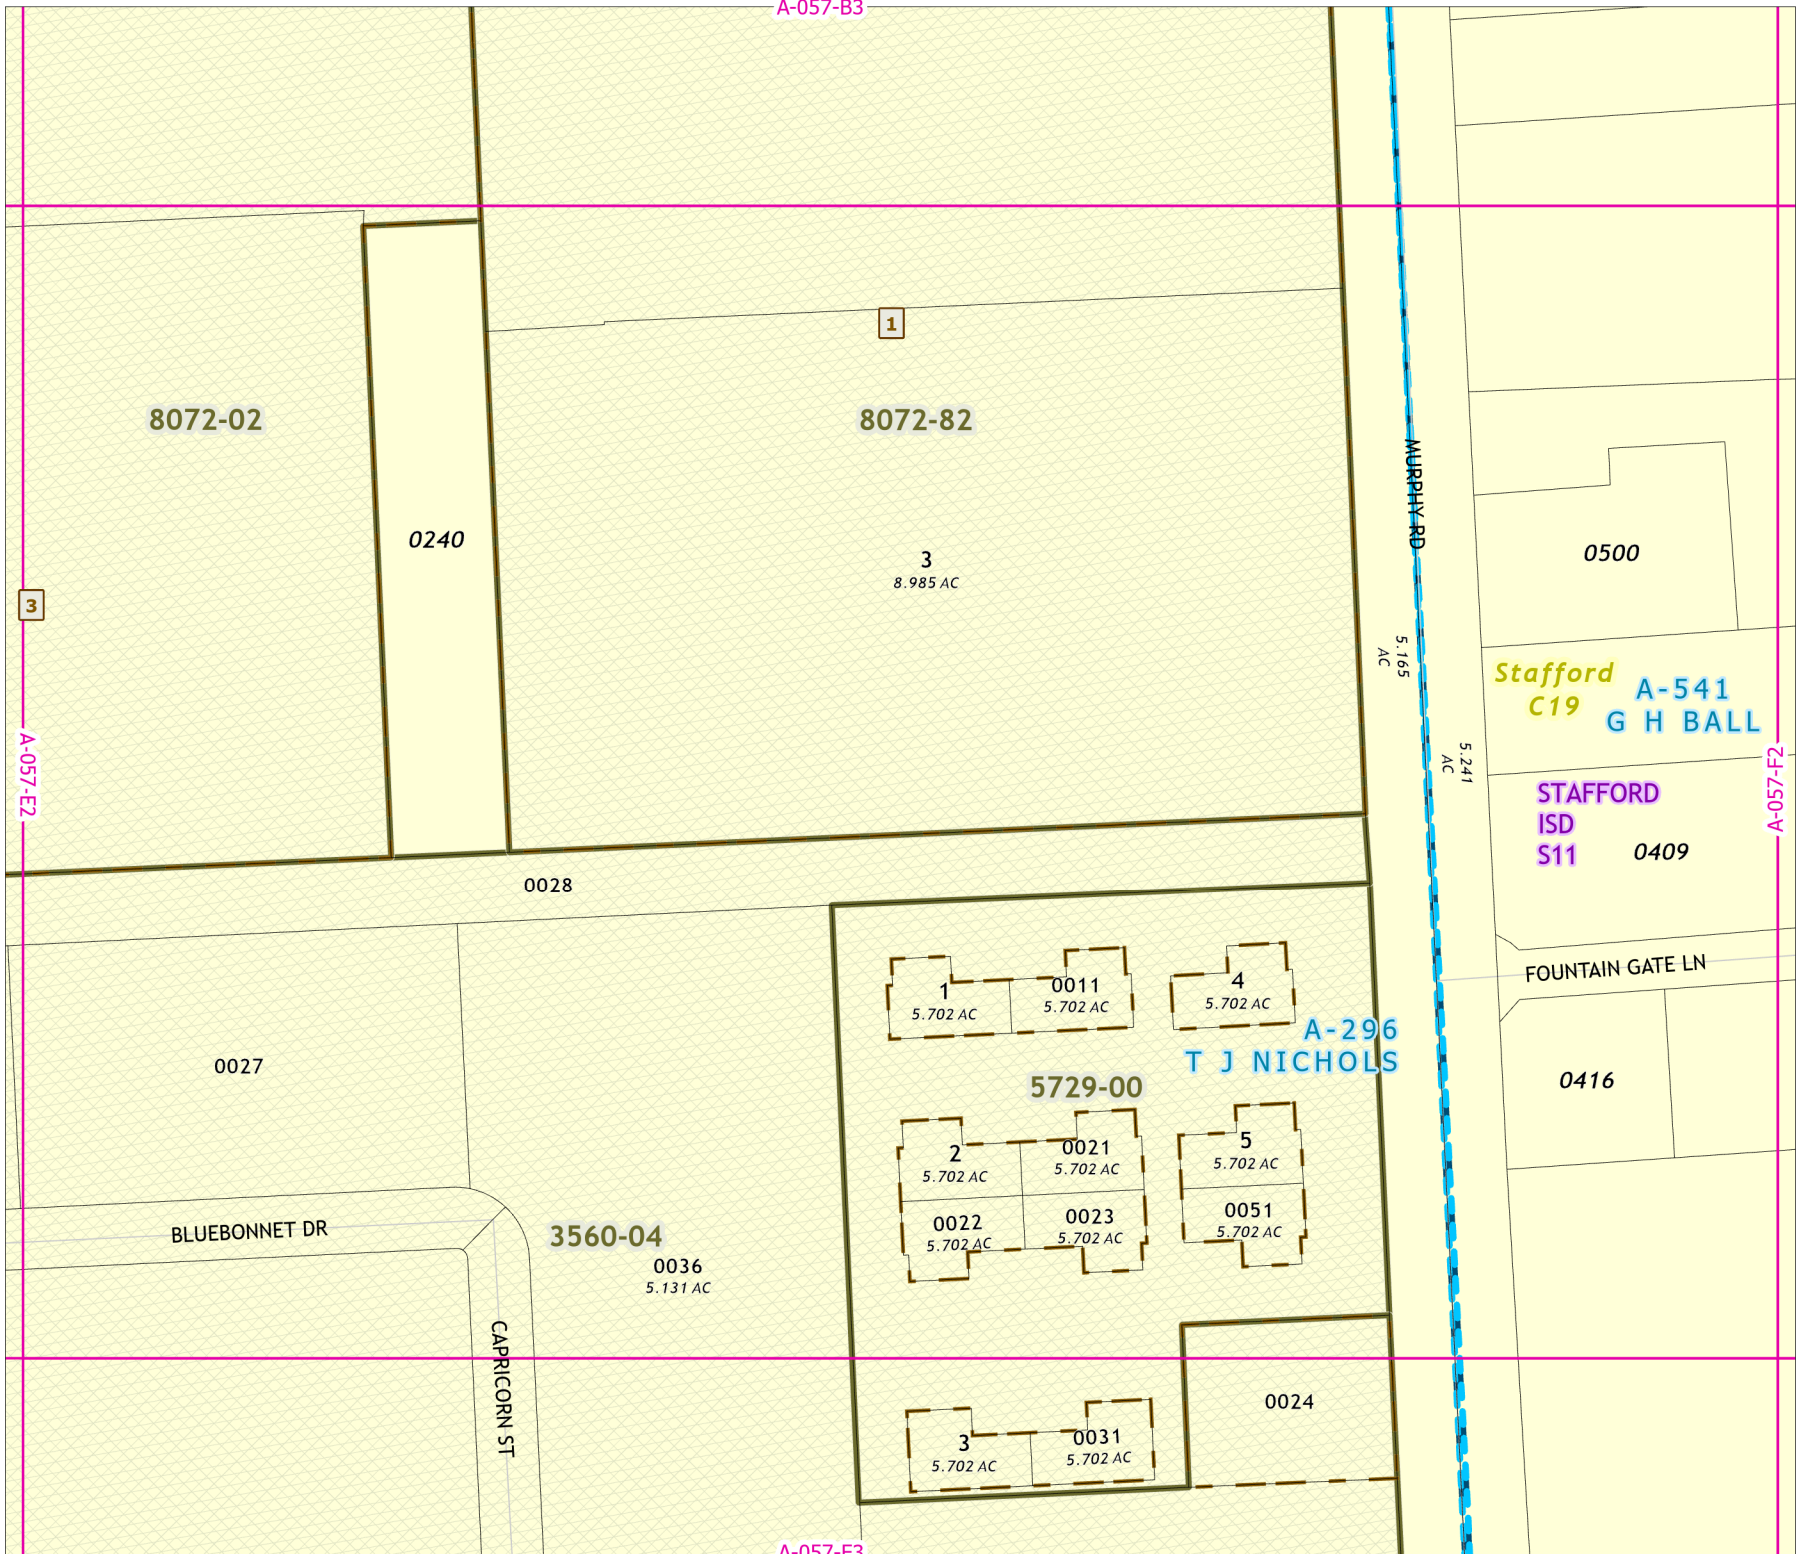 A-057-B3
1
8072-02
8072-82
0240
3
8.985 AC
MURPHY RD
0500
3
5.165
AC
Stafford
C19
A-541
G H BALL
A-057-E2
5.241
AC
A-057-F2
STAFFORD
ISD
S11
0409
0028
FOUNTAIN GATE LN
1
5.702 AC
0011
5.702 AC
4
5.702 AC
A-296
T J NICHOLS
0027
5729-00
0416
2
5.702 AC
0021
5.702 AC
5
5.702 AC
0022
5.702 AC
0023
5.702 AC
0051
5.702 AC
BLUEBONNET DR
3560-04
0036
5.131 AC
CAPRICORN ST
0024
3
5.702 AC
0031
5.702 AC